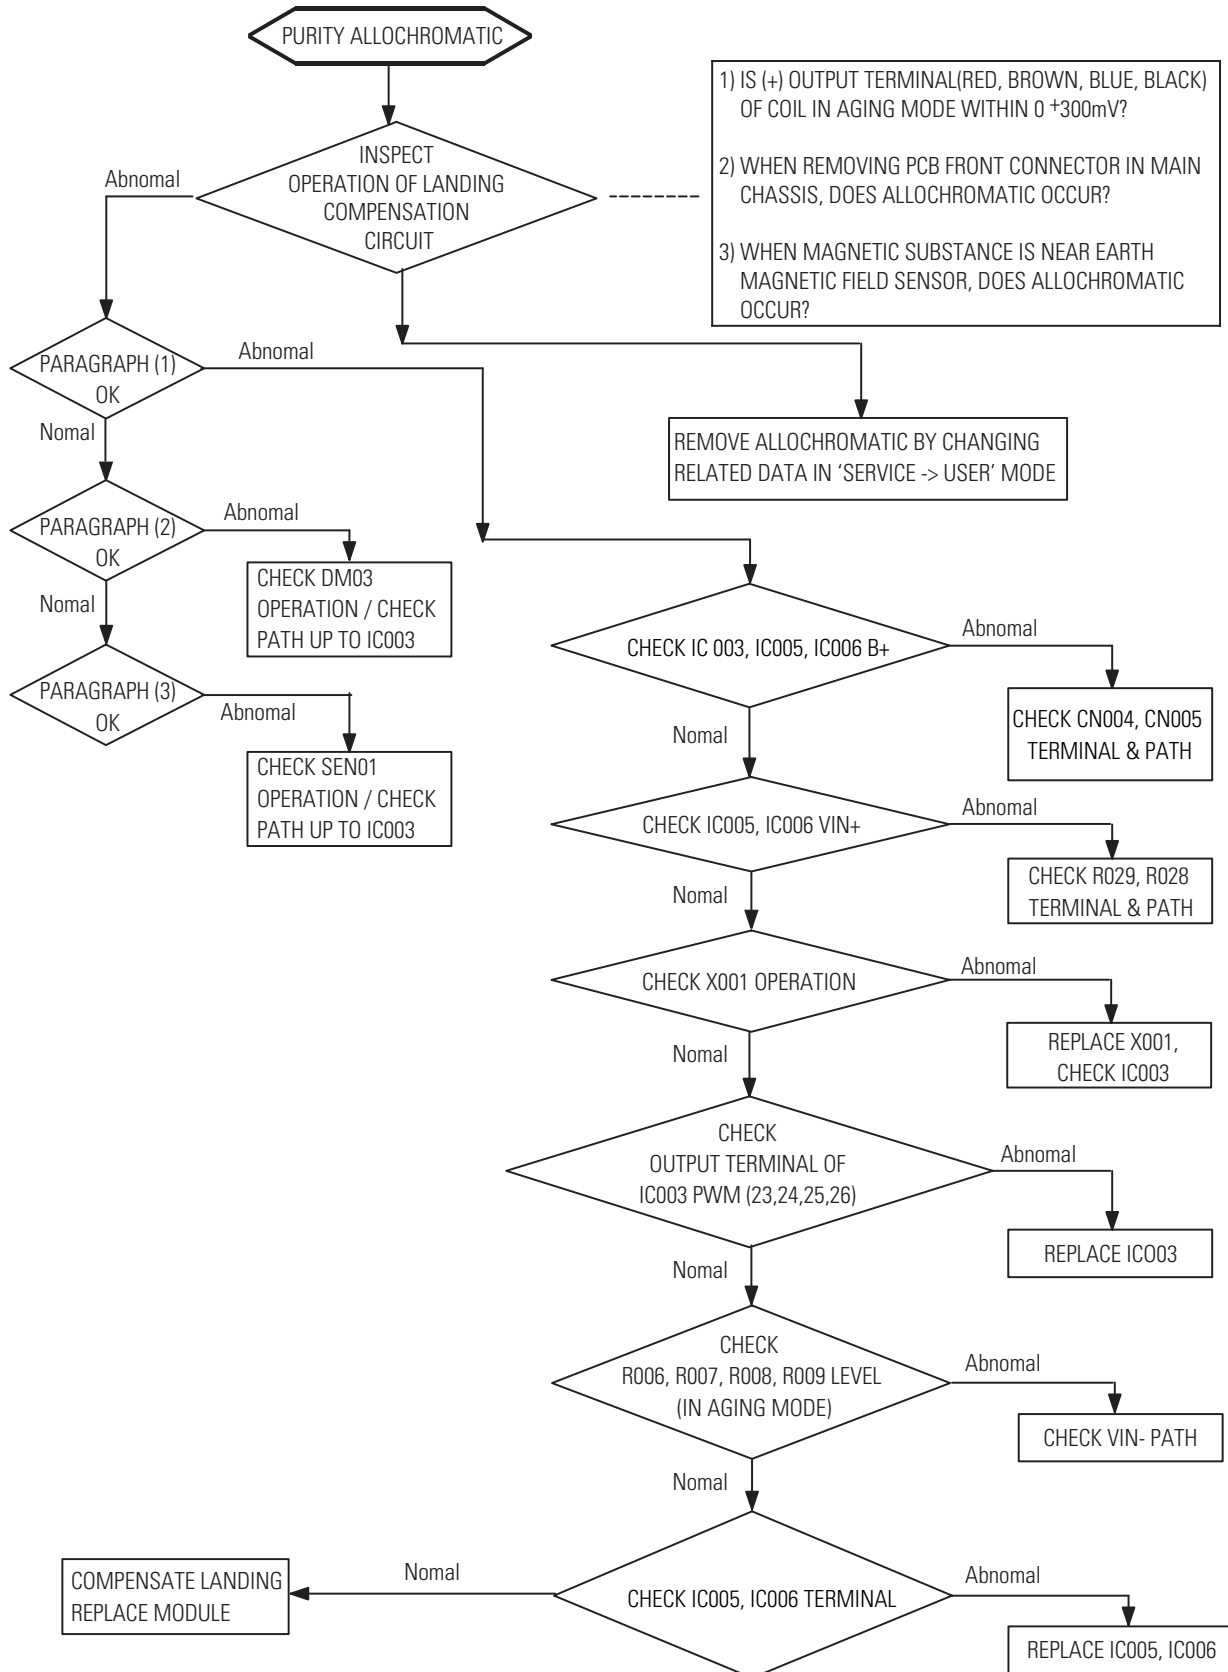 PURITY ALLOCHROMATIC
1) IS (+) OUTPUT TERMINAL(RED, BROWN, BLUE, BLACK)
OF COIL IN AGING MODE WITHIN 0 +300mV?
2) WHEN REMOVING PCB FRONT CONNECTOR IN MAIN
CHASSIS, DOES ALLOCHROMATIC OCCUR?
3) WHEN MAGNETIC SUBSTANCE IS NEAR EARTH
MAGNETIC FIELD SENSOR, DOES ALLOCHROMATIC
OCCUR?
INSPECT
OPERATION OF LANDING
COMPENSATION
CIRCUIT
Abnomal
PARAGRAPH (1)
OK
Abnomal
Nomal
REMOVE ALLOCHROMATIC BY CHANGING
RELATED DATA IN ‘SERVICE -> USER’ MODE
PARAGRAPH (2)
OK
Abnomal
Nomal
CHECK DM03
OPERATION / CHECK
PATH UP TO IC003
PARAGRAPH (3)
OK
Abnomal
CHECK SEN01
OPERATION / CHECK
PATH UP TO IC003
CHECK IC 003, IC005, IC006 B+
Abnomal
CHECK CN004, CN005
TERMINAL & PATH
Nomal
CHECK IC005, IC006 VIN+
Abnomal
CHECK R029, R028
TERMINAL & PATH
Nomal
CHECK X001 OPERATION
Abnomal
REPLACE X001,
CHECK IC003
Nomal
CHECK
OUTPUT TERMINAL OF
IC003 PWM (23,24,25,26)
Abnomal
REPLACE ICO03
Nomal
CHECK
R006, R007, R008, R009 LEVEL
(IN AGING MODE)
Abnomal
CHECK VIN- PATH
Nomal
CHECK IC005, IC006 TERMINAL
Nomal
COMPENSATE LANDING
REPLACE MODULE
Abnomal
REPLACE IC005, IC006